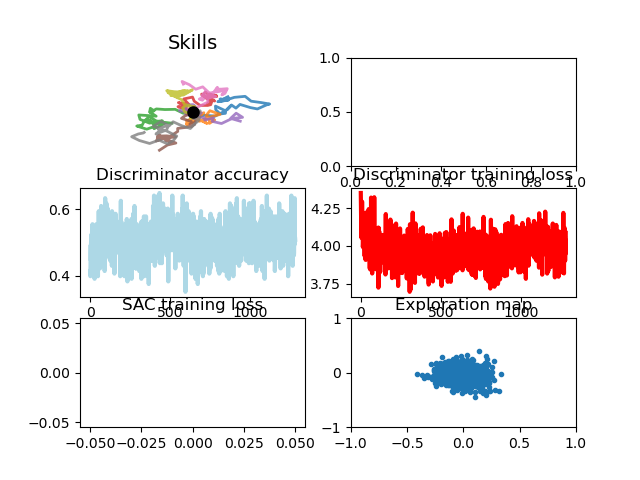 Skills
1.0
0.5
0.0
0.0 0.2 0.4 0.6 0.8 1.0
Discriminator accuracy
0.6
0.4
0 500 1000
Discriminator training loss
4.25
4.00
3.75
0 500 1000
SAC training loss
0.05
0.00
−0.05
−0.050 −0.025 0.000 0.025 0.050
Exploration map
1
0
−1
−1.0 −0.5 0.0 0.5 1.0